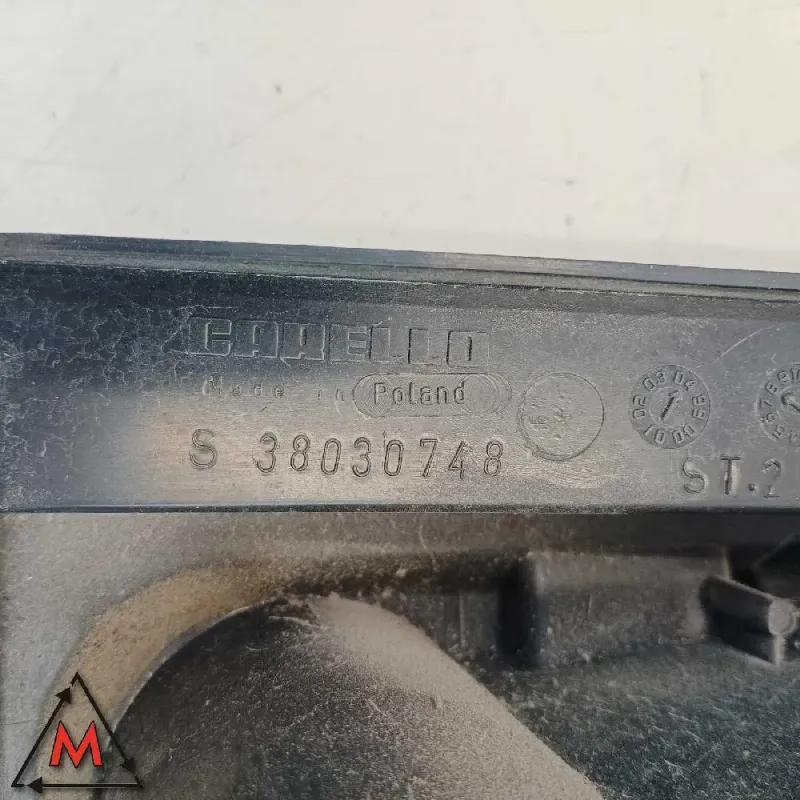 CARELLO
Made in Poland
S 38030748
ST.2
M